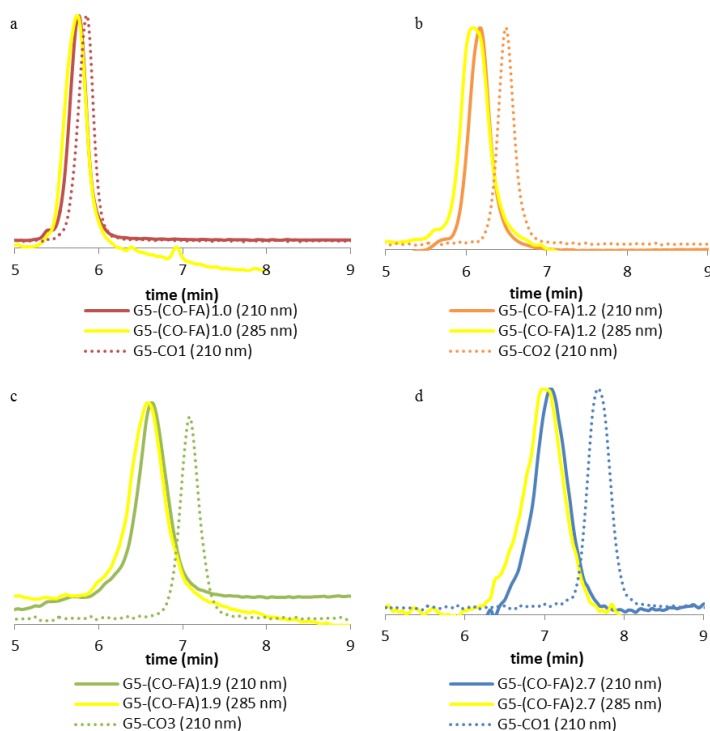 a
5 6 7 8 9
time (min)
G5-(CO-FA)1.0 (210 nm)
G5-(CO-FA)1.0 (285 nm)
G5-CO1 (210 nm)
b
5 6 7 8 9
time (min)
G5-(CO-FA)1.2 (210 nm)
G5-(CO-FA)1.2 (285 nm)
G5-CO2 (210 nm)
c
5 6 7 8 9
time (min)
G5-(CO-FA)1.9 (210 nm)
G5-(CO-FA)1.9 (285 nm)
G5-CO3 (210 nm)
d
5 6 7 8 9
time (min)
G5-(CO-FA)2.7 (210 nm)
G5-(CO-FA)2.7 (285 nm)
G5-CO1 (210 nm)